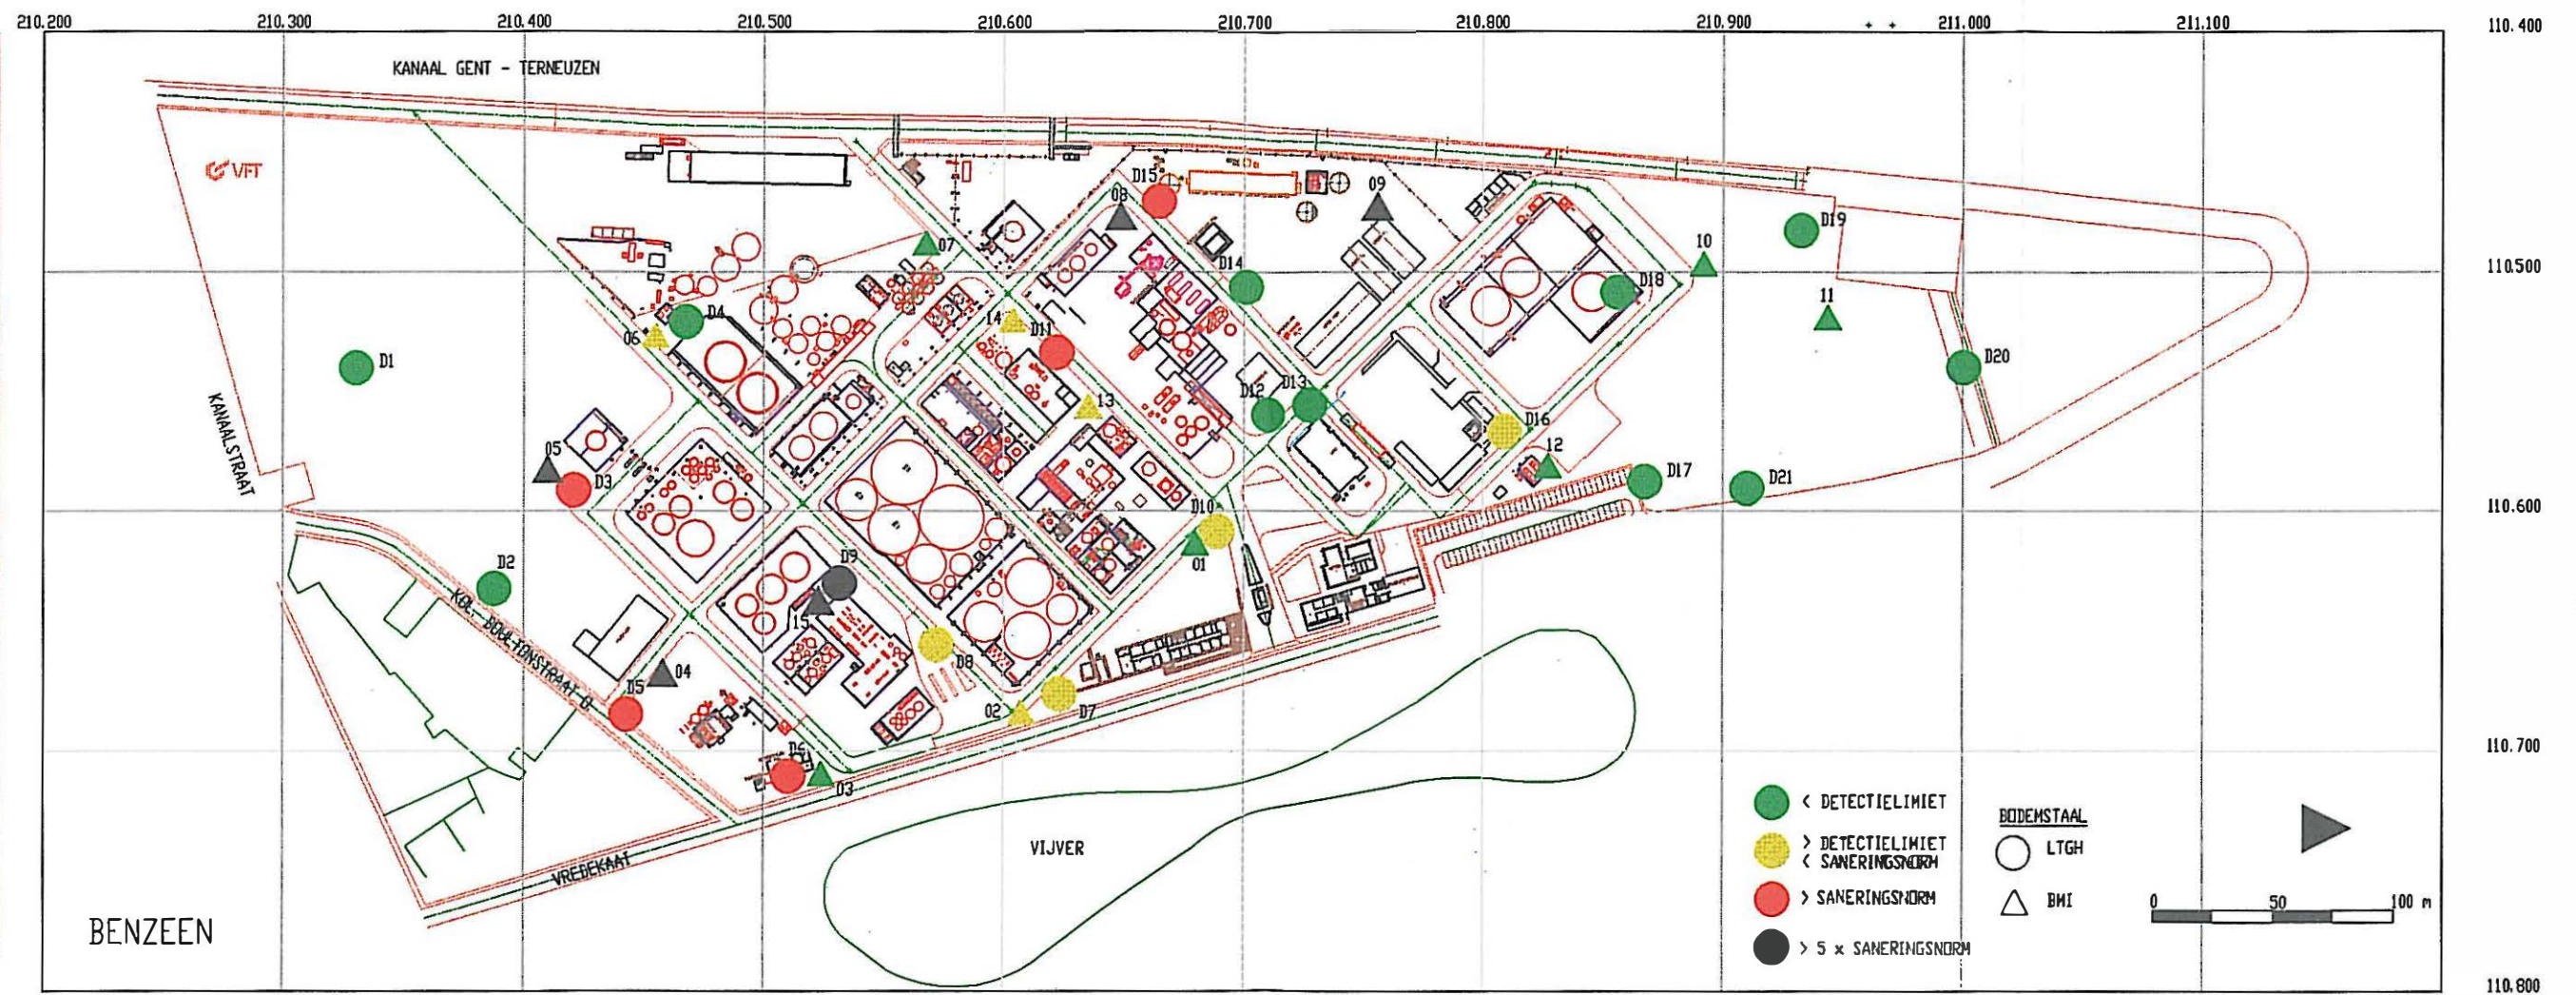 210.200 210.300 210.400 210.500 210.600 210.700 210.800 210.900 211.000 211.100 110.400
KANAAL GENT - TERNEUZEN
VFT
D15
08
09
D19
07
10
D14
D18
11
D4
14
D11
06
D20
D1
D12
D13
13
D16
KANAALSTRAAT
05
12
D3
D17
D21
110.500
D10
110.600
01
D9
D2
15
KOL. BOULTONSTRAAT
D8
04
D5
02
D7
D6
03
110.700
VIJVER
VREDEKAAI
BENZEEN
< DETECTIELIMIET
> DETECTIELIMIET
< SANERINGSNORM
> SANERINGSNORM
> 5 x SANERINGSNORM
BODEMSTAAL
LTGH
BMI
0 50 100 m
110.800